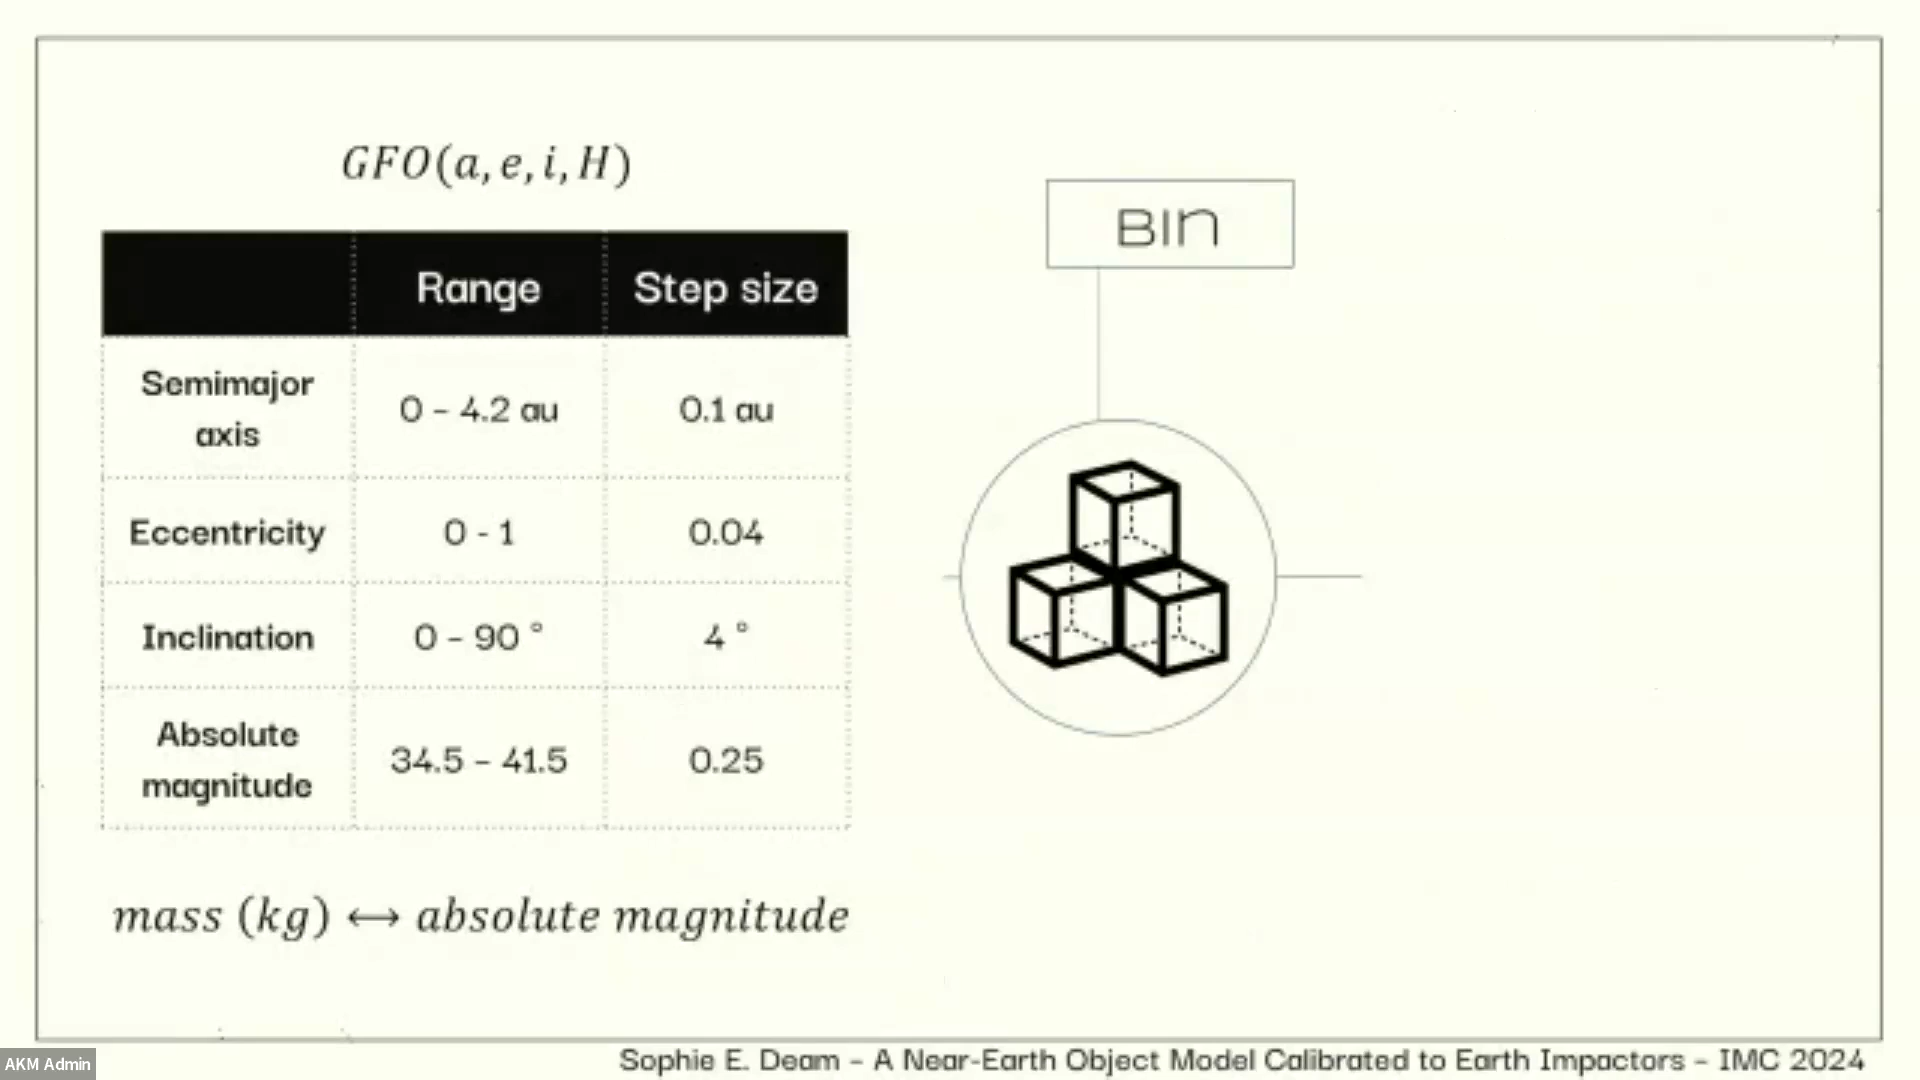 GFO(a, e, i, H)
Range Step size
Semimajor axis 0 – 4.2 au 0.1 au
Eccentricity 0 - 1 0.04
Inclination 0 – 90 ° 4 °
Absolute magnitude 34.5 – 41.5 0.25
mass (kg) ↔ absolute magnitude
BIn
Sophie E. Deam – A Near-Earth Object Model Calibrated to Earth Impactors – IMC 2024
AKM Admin